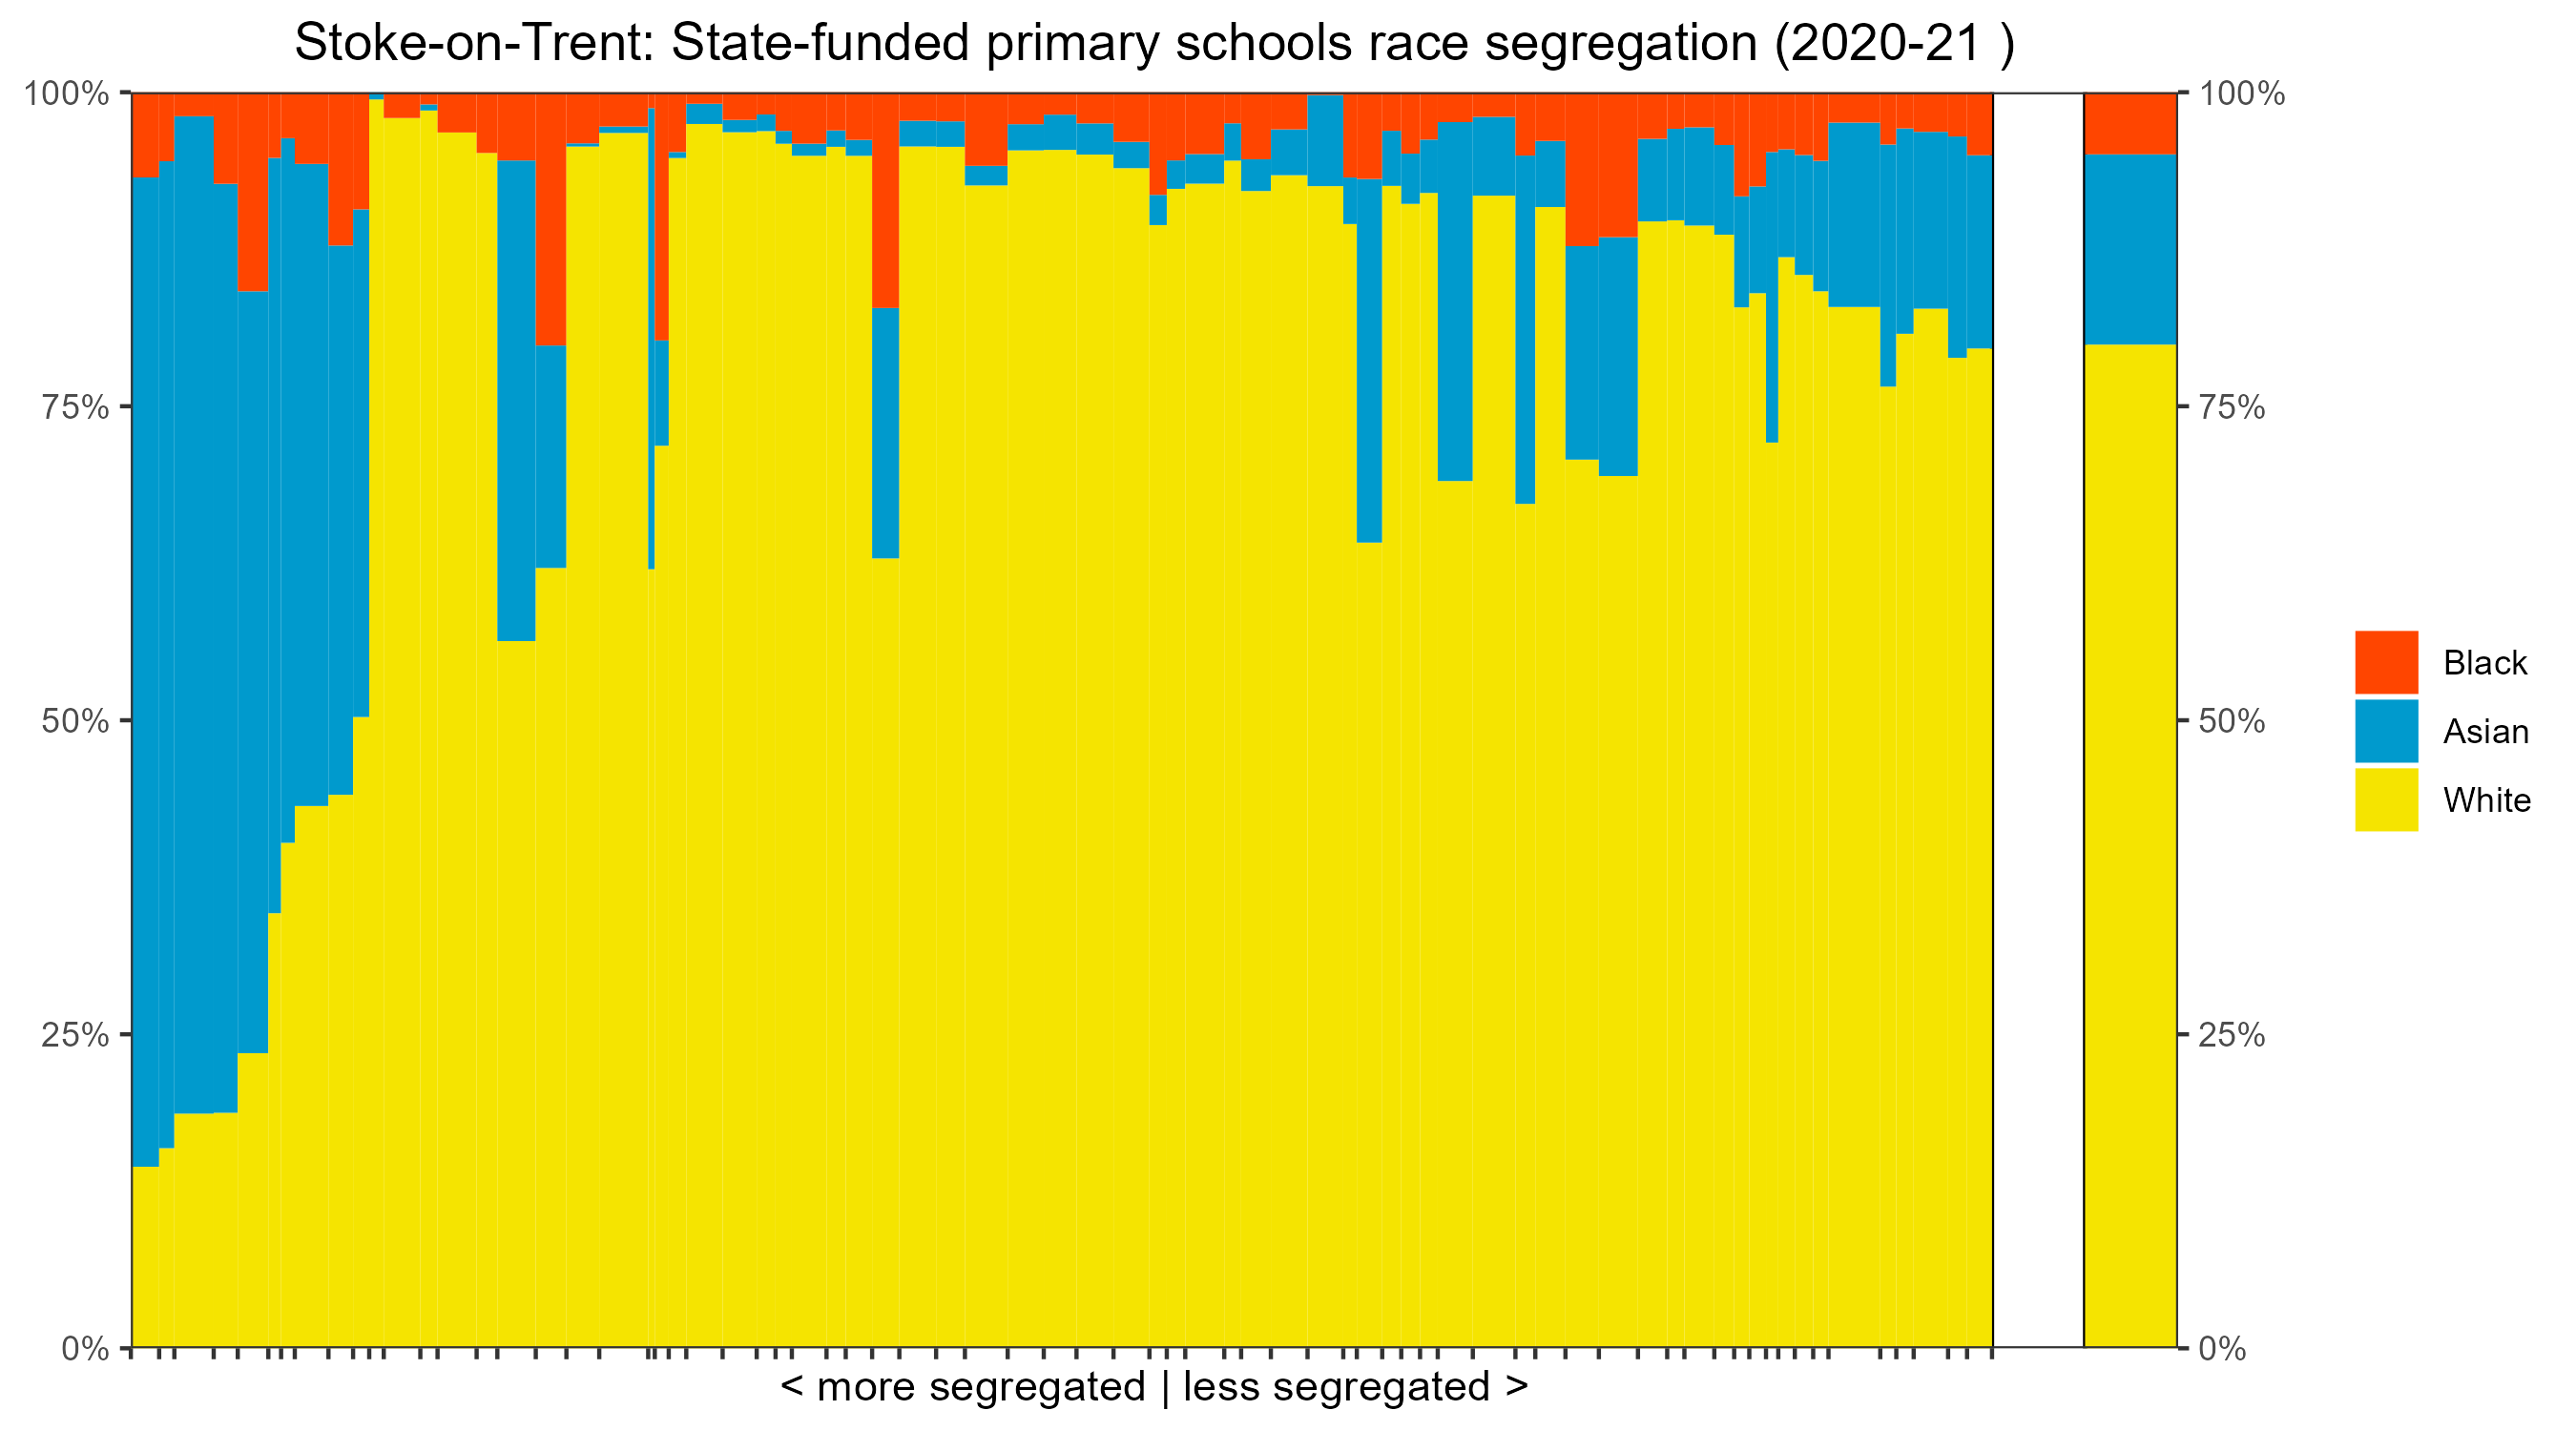 Stoke-on-Trent: State-funded primary schools race segregation (2020-21 )
100%
75%
50%
25%
0%
100%
75%
50%
25%
0%
Black
Asian
White
< more segregated | less segregated >